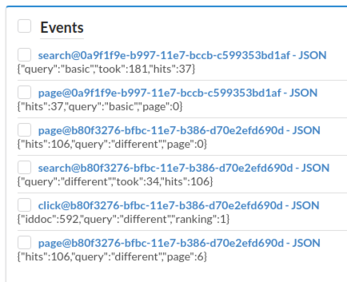 Events
search@0a9f1f9e-b997-11e7-bccb-c599353bd1af - JSON
{"query":"basic","took":181,"hits":37}
page@0a9f1f9e-b997-11e7-bccb-c599353bd1af - JSON
{"hits":37,"query":"basic","page":0}
page@b80f3276-bfbc-11e7-b386-d70e2efd690d - JSON
{"hits":106,"query":"different","page":0}
search@b80f3276-bfbc-11e7-b386-d70e2efd690d - JSON
{"query":"different","took":34,"hits":106}
click@b80f3276-bfbc-11e7-b386-d70e2efd690d - JSON
{"iddoc":592,"query":"different","ranking":1}
page@b80f3276-bfbc-11e7-b386-d70e2efd690d - JSON
{"hits":106,"query":"different","page":6}